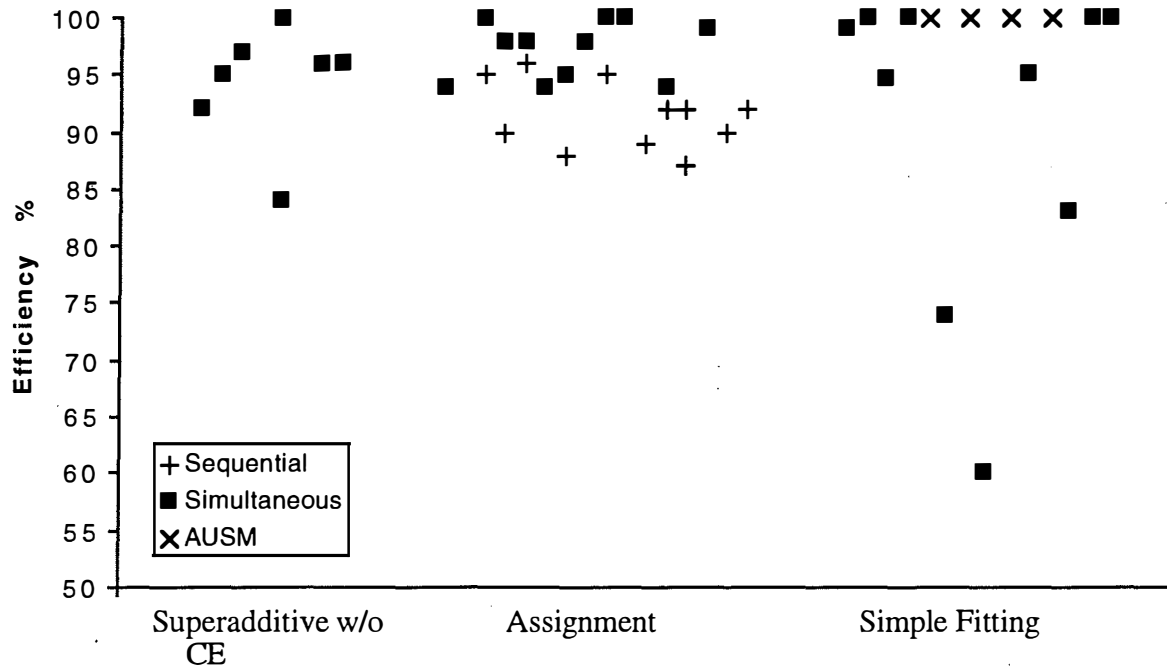 100
95
90
85
80
75
70
65
60
55
50
Efficiency %
Sequential
Simultaneous
AUSM
Superadditive w/o
CE
Assignment
Simple Fitting